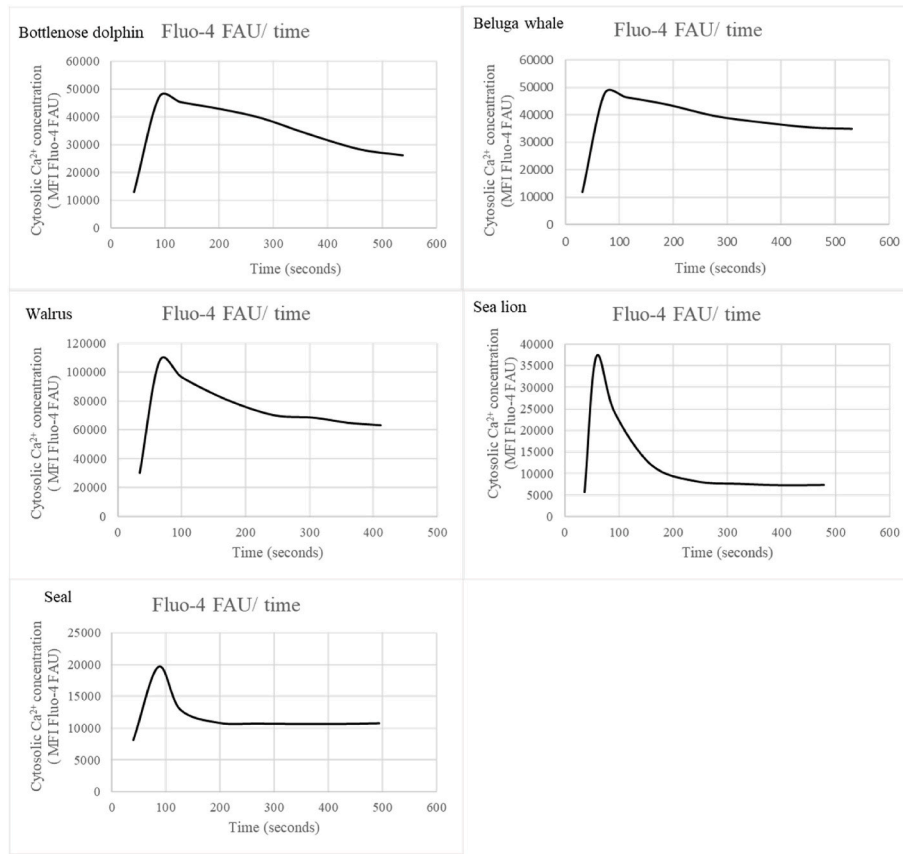 Bottlenose dolphin
Fluo-4 FAU/ time
Cytosolic Ca²⁺ concentration
( MFI Fluo-4 FAU)
60000
50000
40000
30000
20000
10000
0
0 100 200 300 400 500 600
Time (seconds)
Beluga whale
Fluo-4 FAU/ time
Cytosolic Ca²⁺ concentration
(MFI Fluo-4 FAU)
60000
50000
40000
30000
20000
10000
0
0 100 200 300 400 500 600
Time (seconds)
Walrus
Fluo-4 FAU/ time
Cytosolic Ca²⁺ concentration
( MFI Fluo-4 FAU)
120000
100000
80000
60000
40000
20000
0
0 100 200 300 400 500
Time (seconds)
Sea lion
Fluo-4 FAU/ time
Cytosolic Ca²⁺ concentration
(MFI Fluo-4 FAU)
40000
35000
30000
25000
20000
15000
10000
5000
0
0 100 200 300 400 500 600
Time (seconds)
Seal
Fluo-4 FAU/ time
Cytosolic Ca²⁺ concentration
( MFI Fluo-4 FAU)
25000
20000
15000
10000
5000
0
0 100 200 300 400 500 600
Time (seconds)